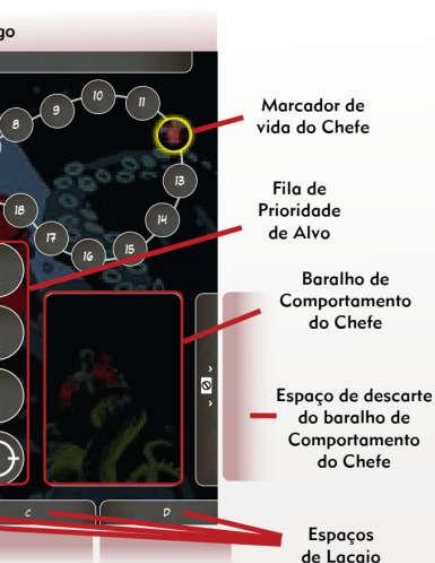 go
8
9
10
11
13
14
15
16
17
18
Marcador de
vida do Chefe
Fila de
Prioridade
de Alvo
Baralho de
Comportamento
do Chefe
Espaço de descarte
do baralho de
Comportamento
do Chefe
C
D
Espaços
de Lacaio